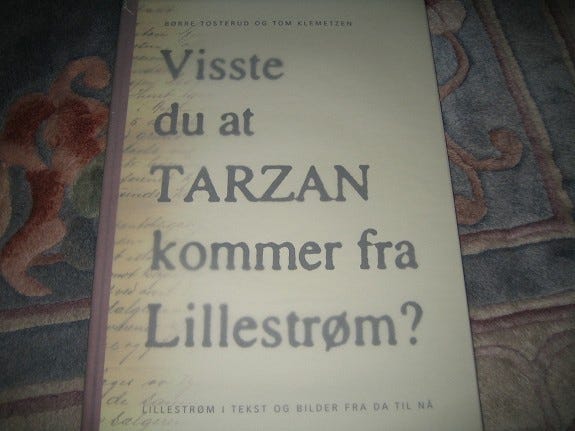 BØRRE TOSTERUD OG TOM KLEMETZEN
Visste
du at
TARZAN
kommer fra
Lillestrøm?
LILLESTRØM I TEKST OG BILDER FRA DA TIL NÅ